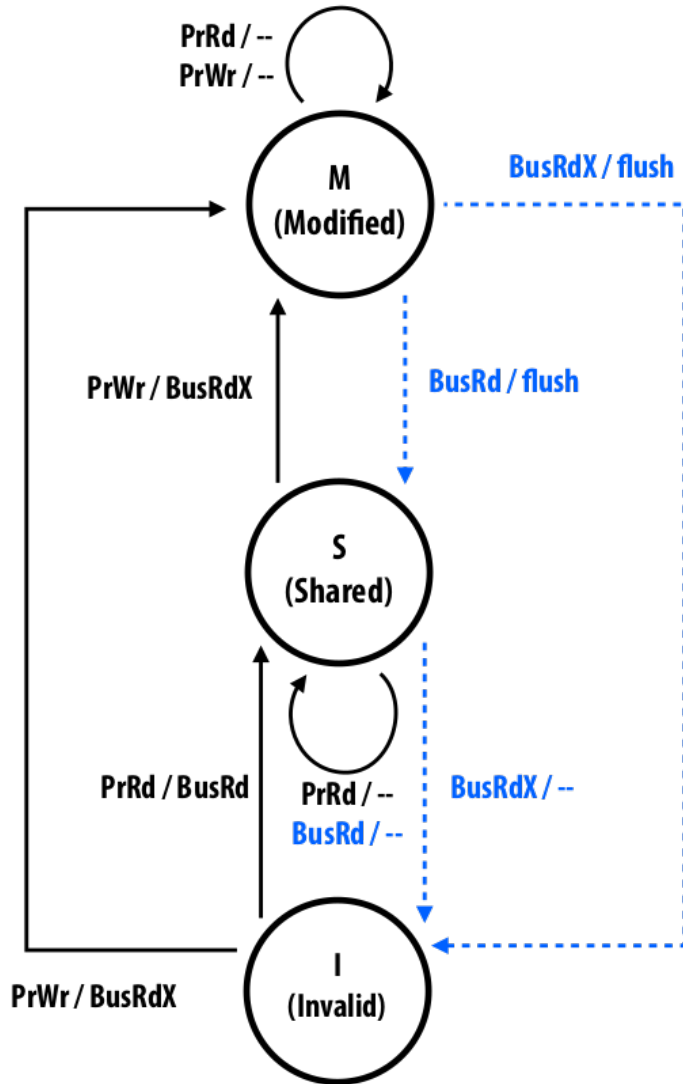 PrRd / --
PrWr / --
M
(Modified)
BusRdX / flush
PrWr / BusRdX
BusRd / flush
S
(Shared)
PrRd / BusRd
PrRd / --
BusRd / --
BusRdX / --
I
(Invalid)
PrWr / BusRdX